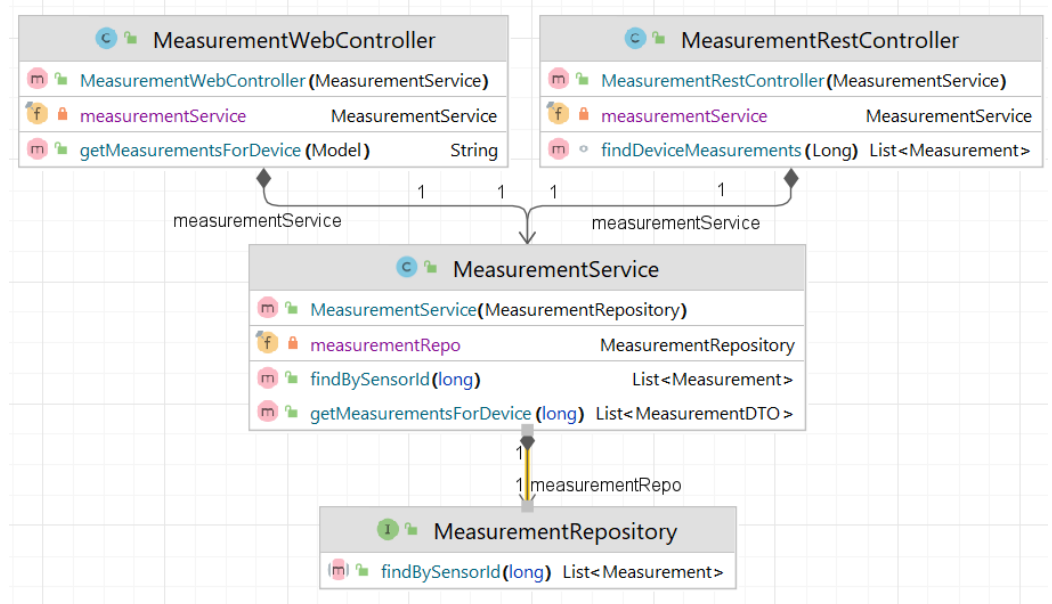 C MeasurementWebController
m MeasurementWebController(MeasurementService)
f measurementService MeasurementService
m getMeasurementsForDevice(Model) String
C MeasurementRestController
m MeasurementRestController(MeasurementService)
f measurementService MeasurementService
m findDeviceMeasurements(Long) List<Measurement>
1 1 1 1
measurementService measurementService
C MeasurementService
m MeasurementService(MeasurementRepository)
f measurementRepo MeasurementRepository
m findBySensorId(long) List<Measurement>
m getMeasurementsForDevice(long) List<MeasurementDTO>
1
1 measurementRepo
I MeasurementRepository
(m) findBySensorId(long) List<Measurement>